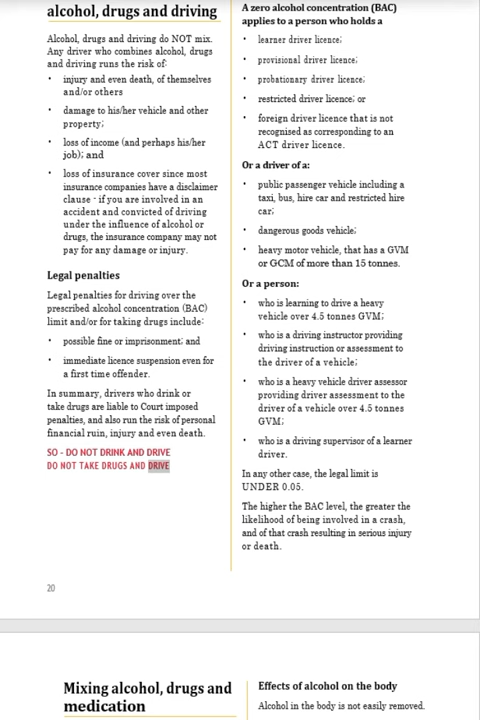 alcohol, drugs and driving
Alcohol, drugs and driving do NOT mix.
Any driver who combines alcohol, drugs
and driving runs the risk of:
• injury and even death, of themselves
and/or others
• damage to his/her vehicle and other
property;
• loss of income (and perhaps his/her
job); and
• loss of insurance cover since most
insurance companies have a disclaimer
clause - if you are involved in an
accident and convicted of driving
under the influence of alcohol or
drugs, the insurance company may not
pay for any damage or injury.
Legal penalties
Legal penalties for driving over the
prescribed alcohol concentration (BAC)
limit and/or for taking drugs include:
• possible fine or imprisonment; and
• immediate licence suspension even for
a first time offender.
In summary, drivers who drink or
take drugs are liable to Court imposed
penalties, and also run the risk of personal
financial ruin, injury and even death.
SO - DO NOT DRINK AND DRIVE
DO NOT TAKE DRUGS AND DRIVE
A zero alcohol concentration (BAC)
applies to a person who holds a
• learner driver licence;
• provisional driver licence;
• probationary driver licence;
• restricted driver licence; or
• foreign driver licence that is not
recognised as corresponding to an
ACT driver licence.
Or a driver of a:
• public passenger vehicle including a
taxi, bus, hire car and restricted hire
car;
• dangerous goods vehicle;
• heavy motor vehicle, that has a GVM
or GCM of more than 15 tonnes.
Or a person:
• who is learning to drive a heavy
vehicle over 4.5 tonnes GVM;
• who is a driving instructor providing
driving instruction or assessment to
the driver of a vehicle;
• who is a heavy vehicle driver assessor
providing driver assessment to the
driver of a vehicle over 4.5 tonnes
GVM;
• who is a driving supervisor of a learner
driver.
In any other case, the legal limit is
UNDER 0.05.
The higher the BAC level, the greater the
likelihood of being involved in a crash,
and of that crash resulting in serious injury
or death.
20
Mixing alcohol, drugs and
medication
Effects of alcohol on the body
Alcohol in the body is not easily removed.